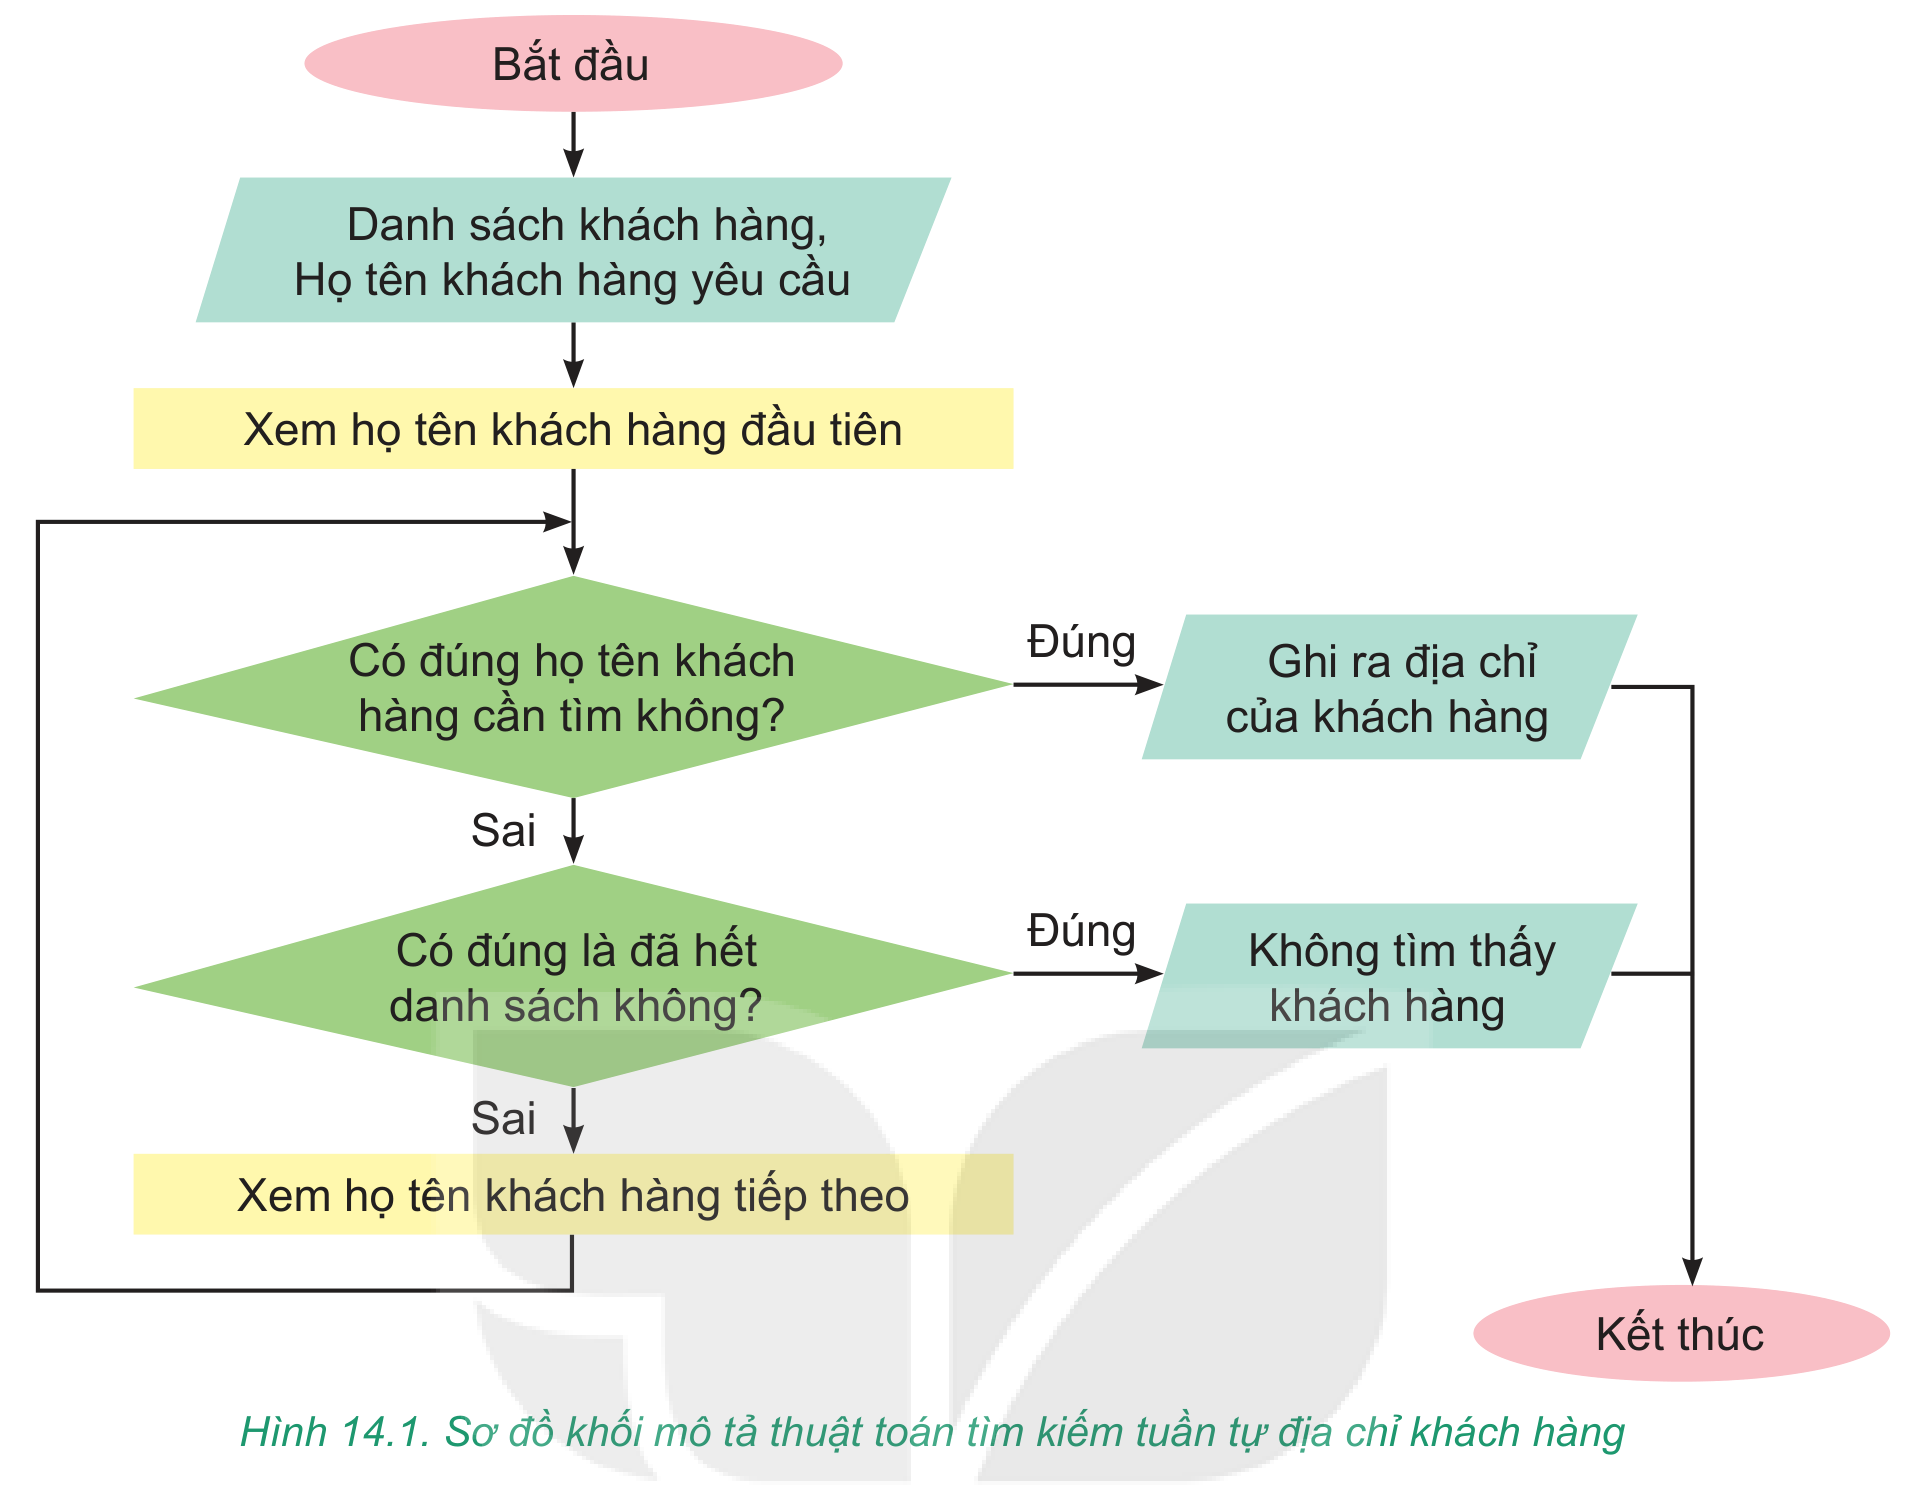 Bắt đầu
Danh sách khách hàng,
Họ tên khách hàng yêu cầu
Xem họ tên khách hàng đầu tiên
Có đúng họ tên khách
hàng cần tìm không?
Đúng
Ghi ra địa chỉ
của khách hàng
Sai
Có đúng là đã hết
danh sách không?
Đúng
Không tìm thấy
khách hàng
Sai
Xem họ tên khách hàng tiếp theo
Kết thúc
Hình 14.1. Sơ đồ khối mô tả thuật toán tìm kiếm tuần tự địa chỉ khách hàng